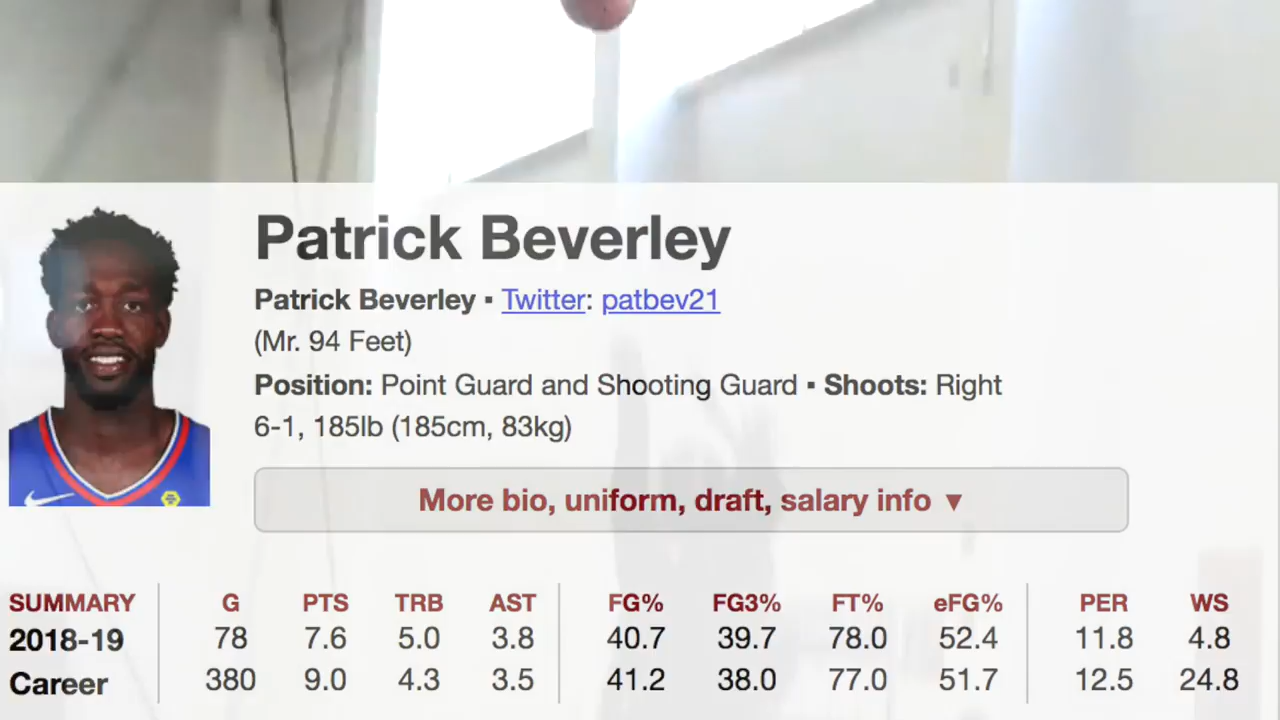 Patrick Beverley
Patrick Beverley ▪ Twitter: patbev21
(Mr. 94 Feet)
Position: Point Guard and Shooting Guard ▪ Shoots: Right
6-1, 185lb (185cm, 83kg)
More bio, uniform, draft, salary info ▼
SUMMARY G PTS TRB AST FG% FG3% FT% eFG% PER WS
2018-19 78 7.6 5.0 3.8 40.7 39.7 78.0 52.4 11.8 4.8
Career 380 9.0 4.3 3.5 41.2 38.0 77.0 51.7 12.5 24.8